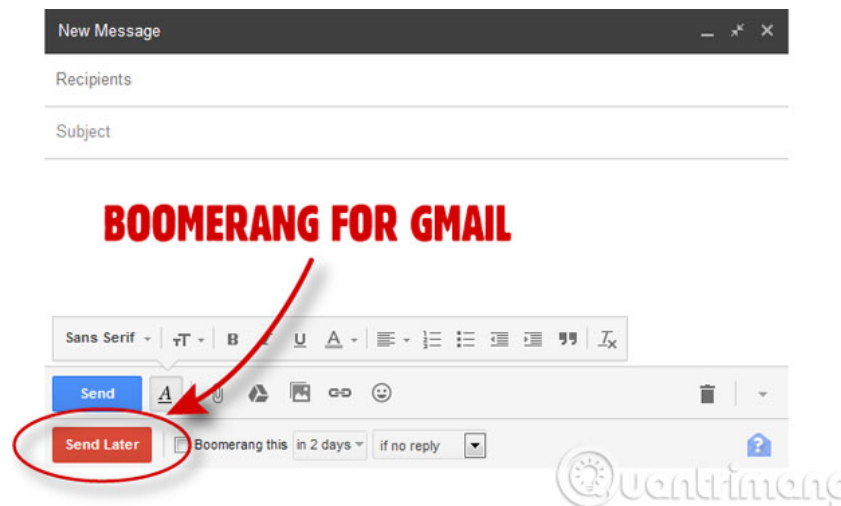 New Message
Recipients
Subject
BOOMERANG FOR GMAIL
Sans Serif T B I U A T
Send A
Send Later Boomerang this in 2 days if no reply ?
Quantrimang